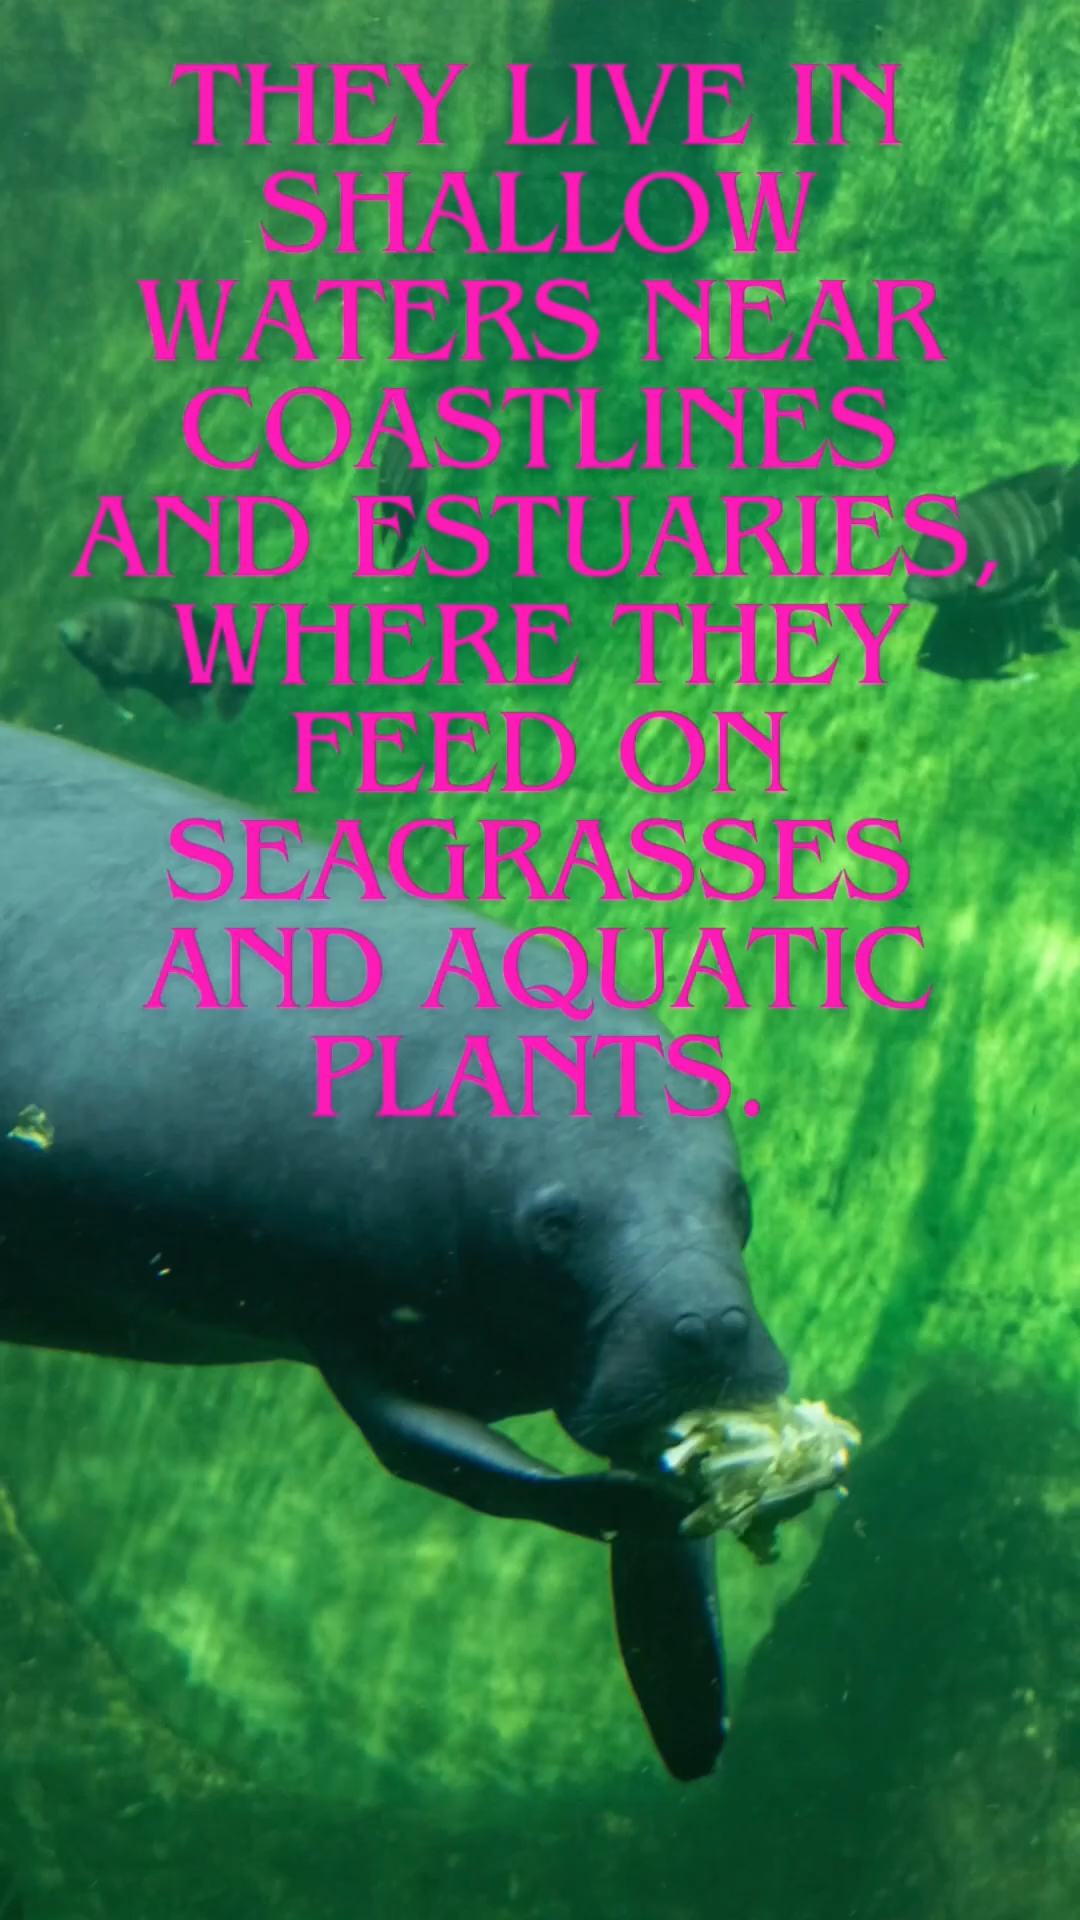 THEY LIVE IN
SHALLOW
WATERS NEAR
COASTLINES
AND ESTUARIES,
WHERE THEY
FEED ON
SEAGRASSES
AND AQUATIC
PLANTS.